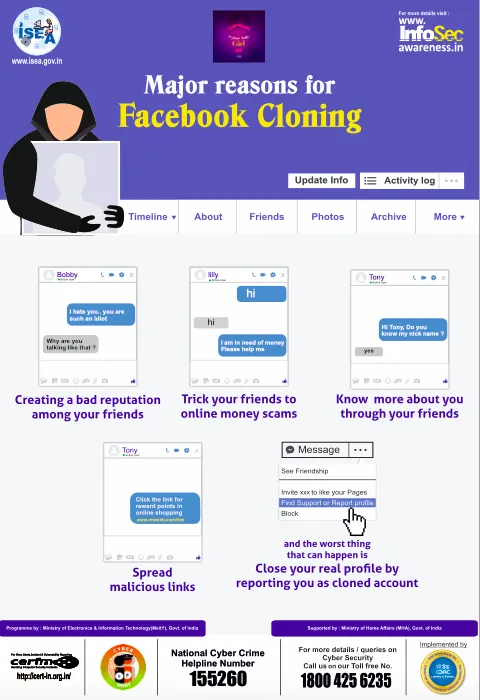 For more details visit :
www.
InfoSec
awareness.in
ISEA
www.isea.gov.in
Girl
Major reasons for
Facebook Cloning
Update Info
Activity log
Timeline
About
Friends
Photos
Archive
More
Bobby
I hate you.. you are
such an idiot
Why are you
talking like that ?
Creating a bad reputation
among your friends
lilly
hi
hi
I am in need of money
Please help me
Trick your friends to
online money scams
Tony
Hi Tony, Do you
know my nick name ?
yes
Know more about you
through your friends
Tony
Click the link for
reward points in
online shopping
Spread
malicious links
Message
See Friendship
Invite xxx to like your Pages
Find Support or Report profile
Block
and the worst thing
that can happen is
Close your real profile by
reporting you as cloned account
Programme by : Ministry of Electronics & Information Technology(MeitY), Govt. of India
Supported by : Ministry of Home Affairs (MHA), Govt. of India
http://cert-in.org.in/
CYBER
National Cyber Crime
Helpline Number
155260
For more details / queries on
Cyber Security
Call us on our Toll free No.
1800 425 6235
Implemented by